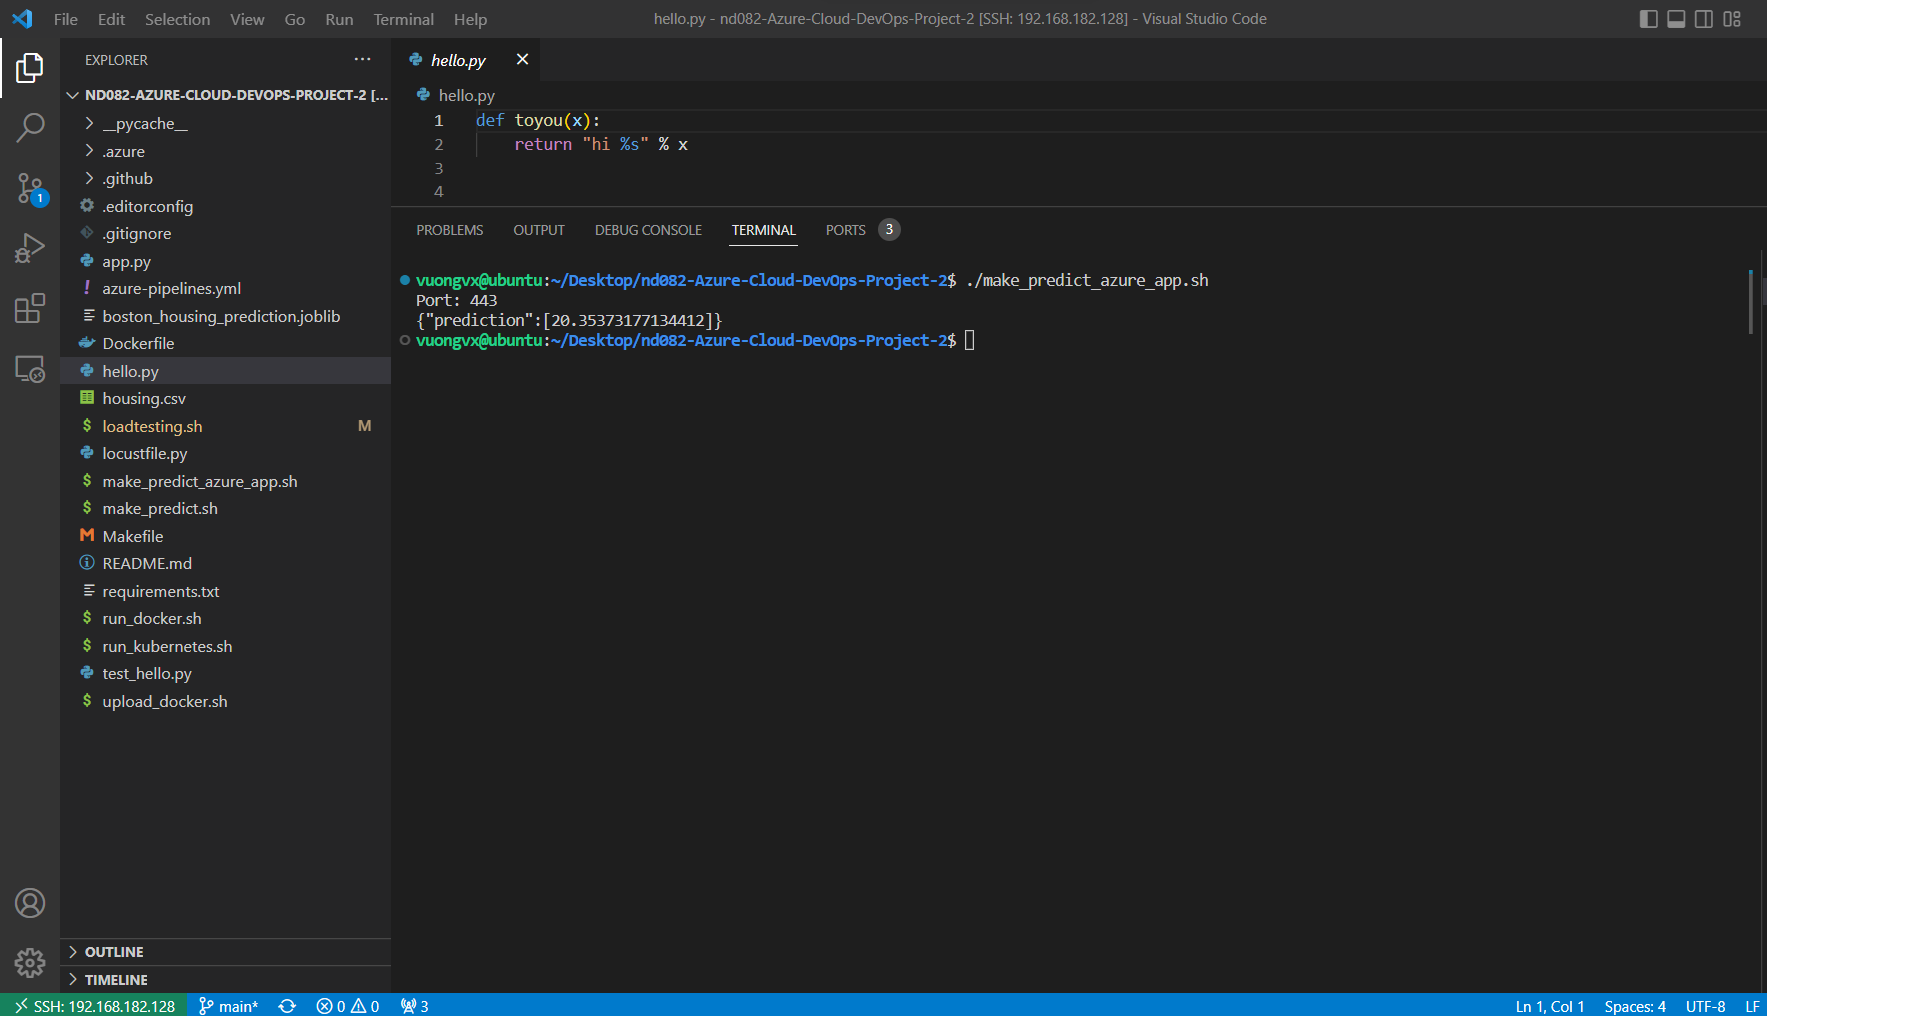 File Edit Selection View Go Run Terminal Help
hello.py - nd082-Azure-Cloud-DevOps-Project-2 [SSH: 192.168.182.128] - Visual Studio Code
EXPLORER
ND082-AZURE-CLOUD-DEVOPS-PROJECT-2 [...
__pycache__
.azure
.github
.editorconfig
.gitignore
app.py
azure-pipelines.yml
boston_housing_prediction.joblib
Dockerfile
hello.py
housing.csv
loadtesting.sh M
locustfile.py
make_predict_azure_app.sh
make_predict.sh
Makefile
README.md
requirements.txt
run_docker.sh
run_kubernetes.sh
test_hello.py
upload_docker.sh
OUTLINE
TIMELINE
1
hello.py
hello.py
1 def toyou(x):
2 return "hi %s" % x
3
4
PROBLEMS OUTPUT DEBUG CONSOLE TERMINAL PORTS 3
vuongvx@ubuntu:~/Desktop/nd082-Azure-Cloud-DevOps-Project-2$ ./make_predict_azure_app.sh
Port: 443
{"prediction":[20.35373177134412]}
vuongvx@ubuntu:~/Desktop/nd082-Azure-Cloud-DevOps-Project-2$
SSH: 192.168.182.128 main* 0 0 3 Ln 1, Col 1 Spaces: 4 UTF-8 LF